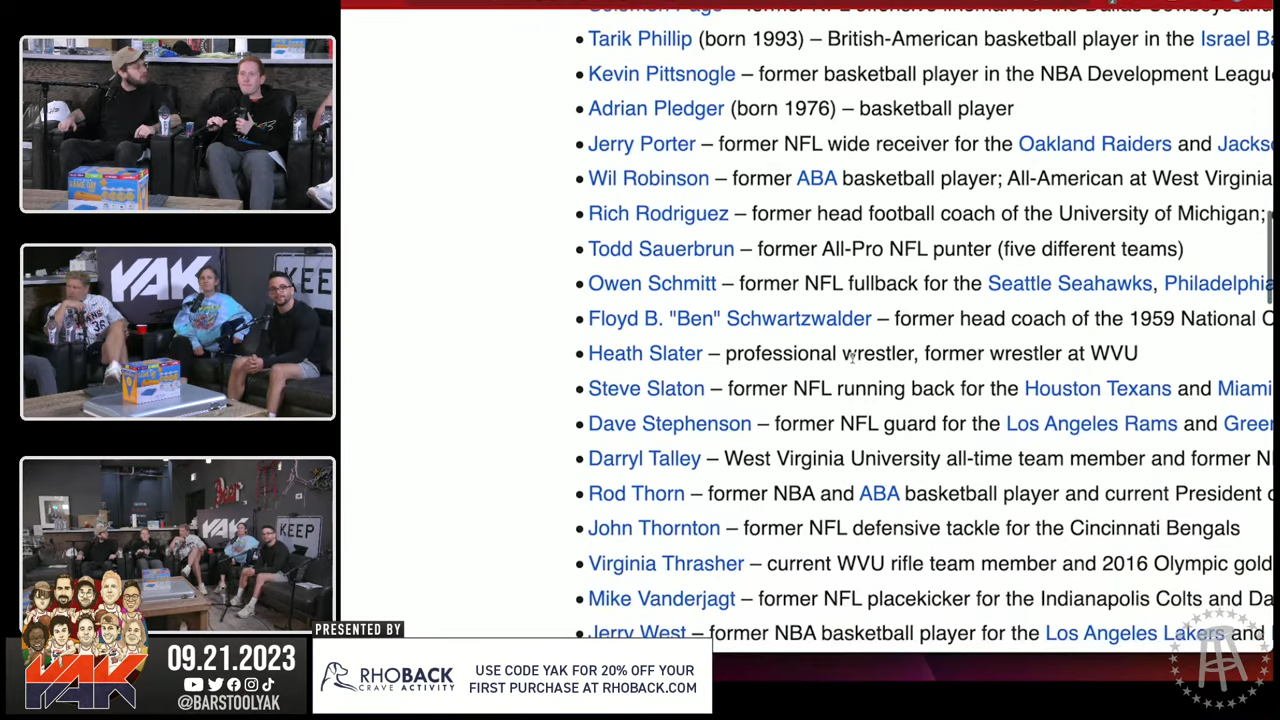 Tarik Phillip (born 1993) – British-American basketball player in the Israel Ba
Kevin Pittsnogle – former basketball player in the NBA Development Leagu
Adrian Pledger (born 1976) – basketball player
Jerry Porter – former NFL wide receiver for the Oakland Raiders and Jackso
Wil Robinson – former ABA basketball player; All-American at West Virginia
Rich Rodriguez – former head football coach of the University of Michigan;
Todd Sauerbrun – former All-Pro NFL punter (five different teams)
Owen Schmitt – former NFL fullback for the Seattle Seahawks, Philadelphia
Floyd B. "Ben" Schwartzwalder – former head coach of the 1959 National C
Heath Slater – professional wrestler, former wrestler at WVU
Steve Slaton – former NFL running back for the Houston Texans and Miami
Dave Stephenson – former NFL guard for the Los Angeles Rams and Green
Darryl Talley – West Virginia University all-time team member and former N
Rod Thorn – former NBA and ABA basketball player and current President o
John Thornton – former NFL defensive tackle for the Cincinnati Bengals
Virginia Thrasher – current WVU rifle team member and 2016 Olympic gold
Mike Vanderjagt – former NFL placekicker for the Indianapolis Colts and Da
Jerry West – former NBA basketball player for the Los Angeles Lakers and
YAK
KEEP
36
Beer
YAK
KEEP
YAK
09.21.2023
@BARSTOOLYAK
PRESENTED BY
RHOBACK
CRAVE ACTIVITY
USE CODE YAK FOR 20% OFF YOUR
FIRST PURCHASE AT RHOBACK.COM